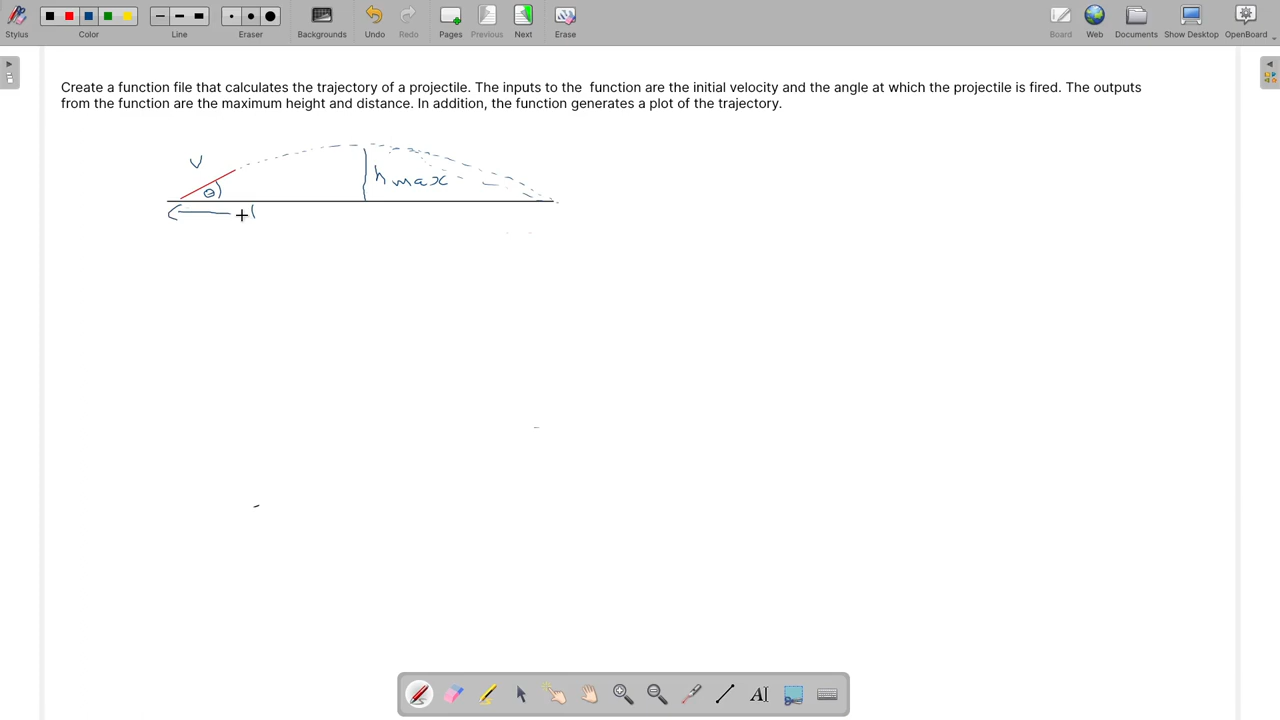 Stylus Color Line Eraser Backgrounds Undo Redo Pages Previous Next Erase Board Web Documents Show Desktop OpenBoard
Create a function file that calculates the trajectory of a projectile. The inputs to the function are the initial velocity and the angle at which the projectile is fired. The outputs
from the function are the maximum height and distance. In addition, the function generates a plot of the trajectory.
v
θ
hmax
AI